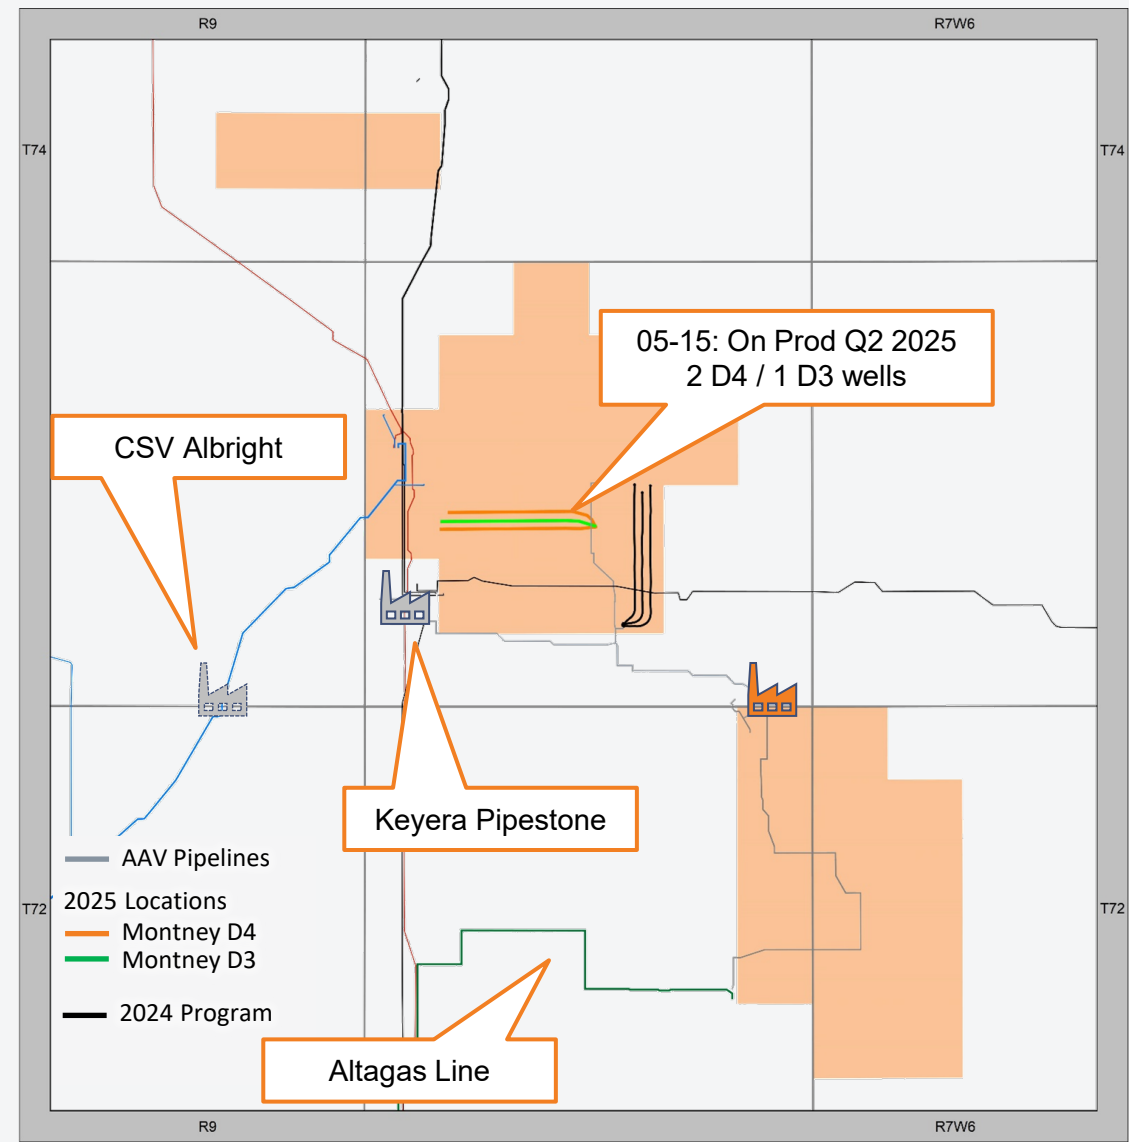 R9
R7W6
T74
T74
05-15: On Prod Q2 2025
2 D4 / 1 D3 wells
CSV Albright
Keyera Pipestone
AAV Pipelines
2025 Locations
Montney D4
Montney D3
2024 Program
T72
T72
Altagas Line
R9
R7W6